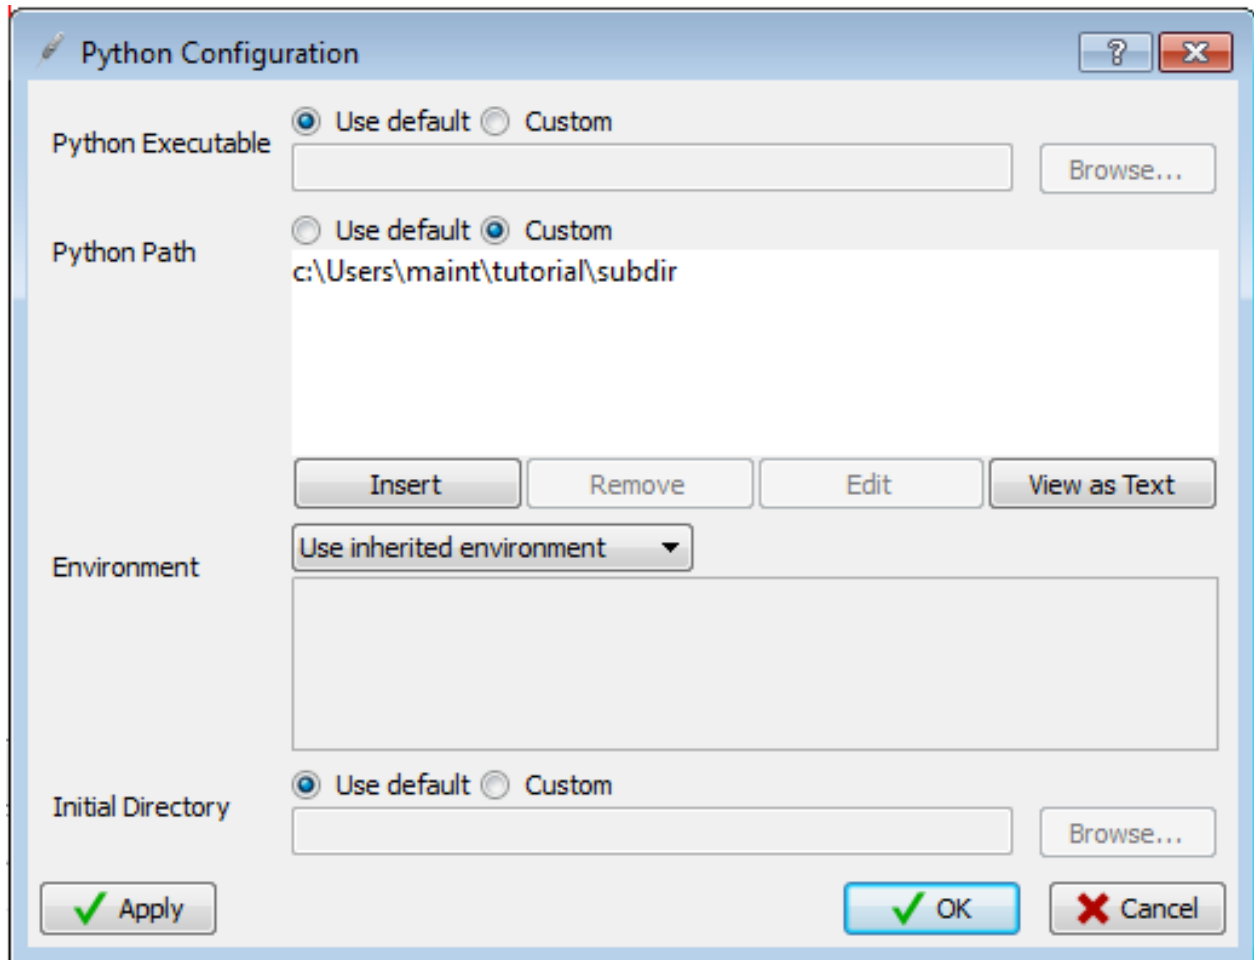 Python Configuration
Python Executable
Use default Custom
Browse...
Python Path
Use default Custom
c:\Users\maint\tutorial\subdir
Insert Remove Edit View as Text
Environment
Use inherited environment
Initial Directory
Use default Custom
Browse...
Apply OK Cancel